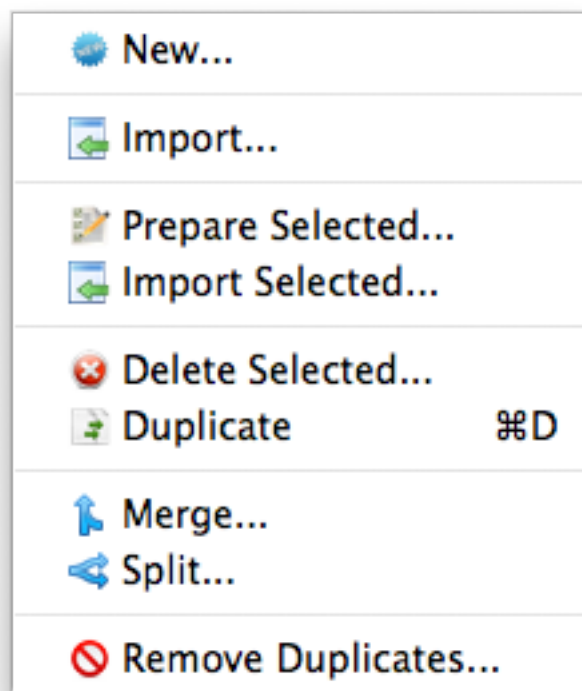 New...
Import...
Prepare Selected...
Import Selected...
Delete Selected...
Duplicate ⌘D
Merge...
Split...
Remove Duplicates...